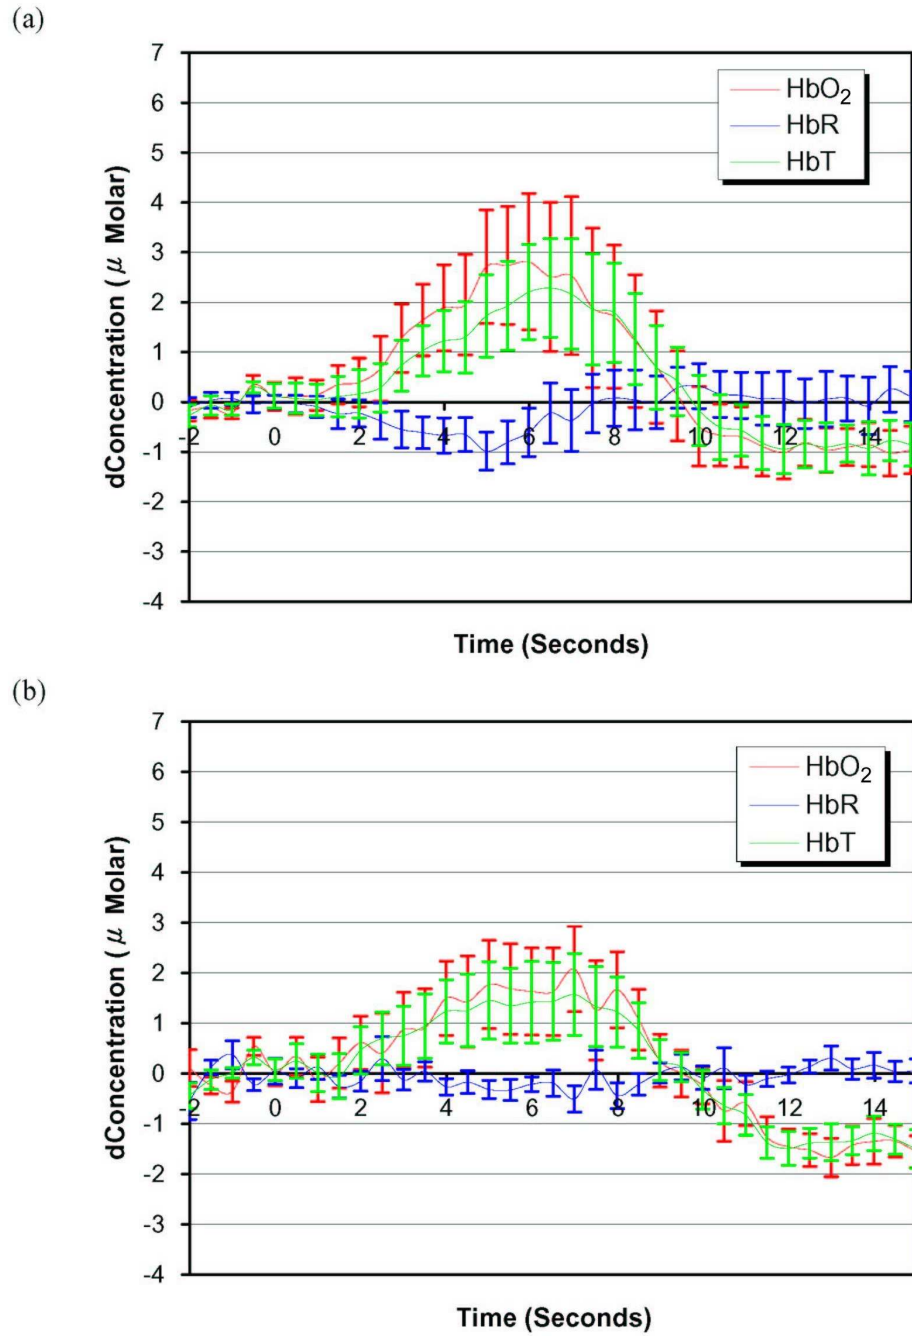 (a)
7
6
5
4
3
2
1
0
-1
-2
-3
-4
dConcentration (μ Molar)
HbO₂
HbR
HbT
-2 0 2 4 6 8 10 12 14
Time (Seconds)
(b)
7
6
5
4
3
2
1
0
-1
-2
-3
-4
dConcentration (μ Molar)
HbO₂
HbR
HbT
-2 0 2 4 6 8 10 12 14
Time (Seconds)